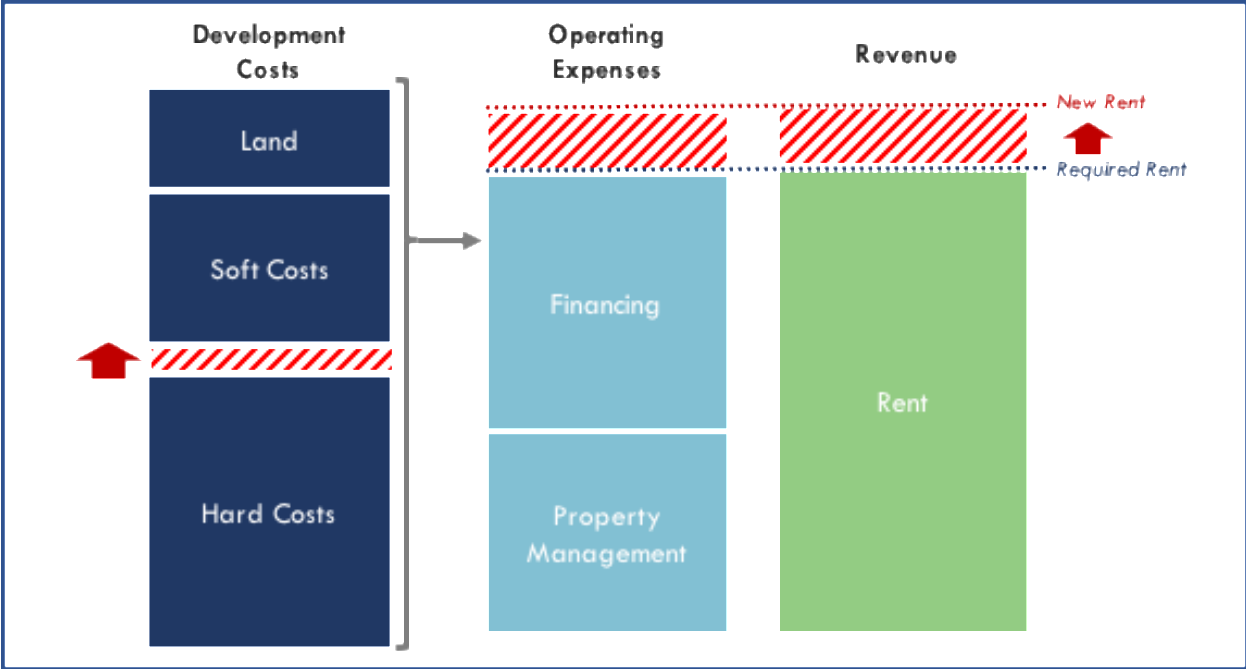 Development
Costs
Operating
Expenses
Revenue
Land
Soft Costs
Hard Costs
Financing
Property
Management
Rent
New Rent
Required Rent